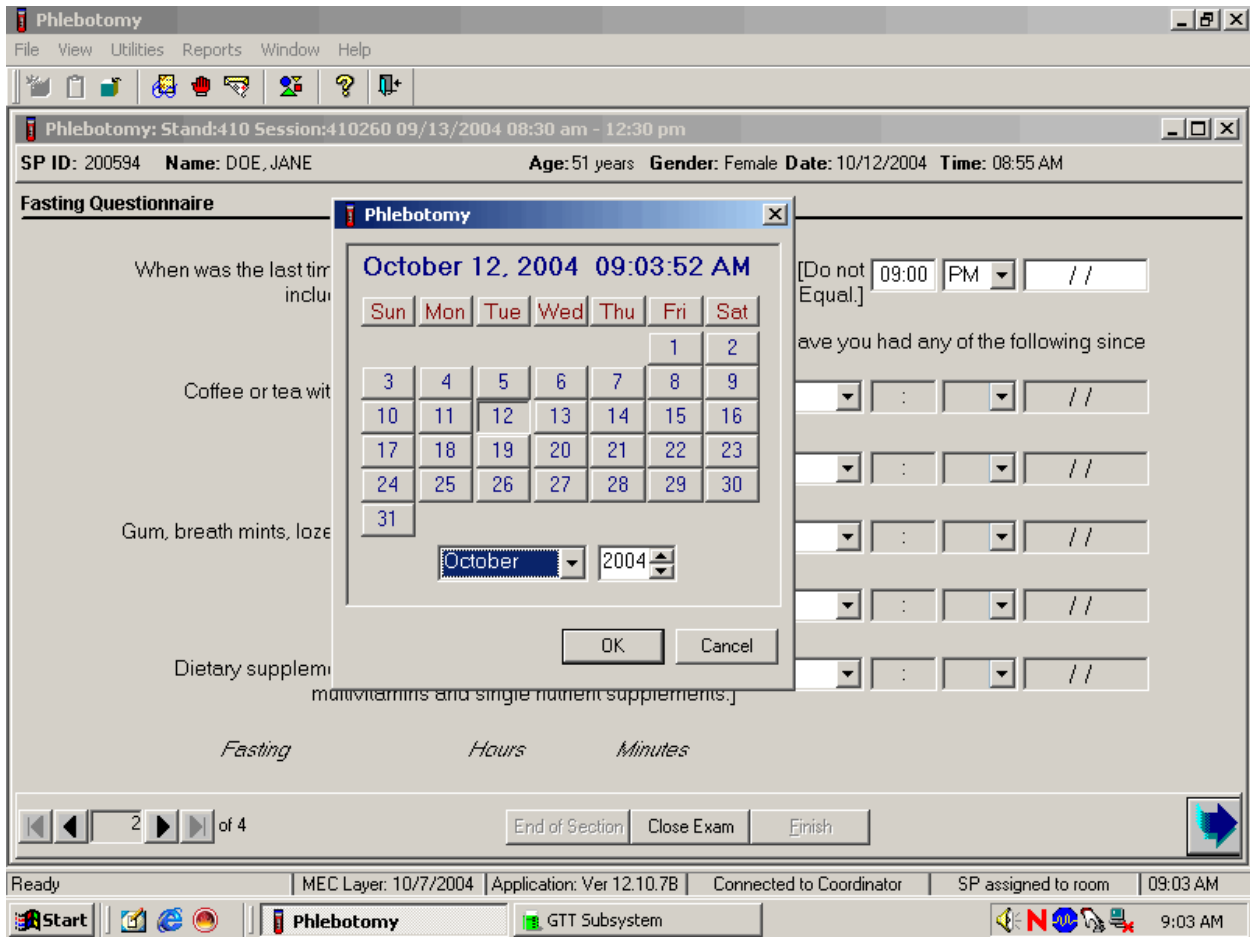 Phlebotomy
File View Utilities Reports Window Help
Phlebotomy: Stand:410 Session:410260 09/13/2004 08:30 am - 12:30 pm
SP ID: 200594 Name: DOE, JANE Age: 51 years Gender: Female Date: 10/12/2004 Time: 08:55 AM
Fasting Questionnaire
Phlebotomy
October 12, 2004 09:03:52 AM
Sun Mon Tue Wed Thu Fri Sat
1 2
3 4 5 6 7 8 9
10 11 12 13 14 15 16
17 18 19 20 21 22 23
24 25 26 27 28 29 30
31
October 2004
OK Cancel
When was the last [Do not 09:00 PM / /
Equal.]
you had any of the following since
Coffee or tea : / /
: / /
Gum, breath mints, : / /
: / /
Dietary : / /
multivitamins and single nutrient supplements.]
Fasting Hours Minutes
2 of 4 End of Section Close Exam Finish
Ready MEC Layer: 10/7/2004 Application: Ver 12.10.7B Connected to Coordinator SP assigned to room 09:03 AM
Start Phlebotomy GTT Subsystem N 9:03 AM